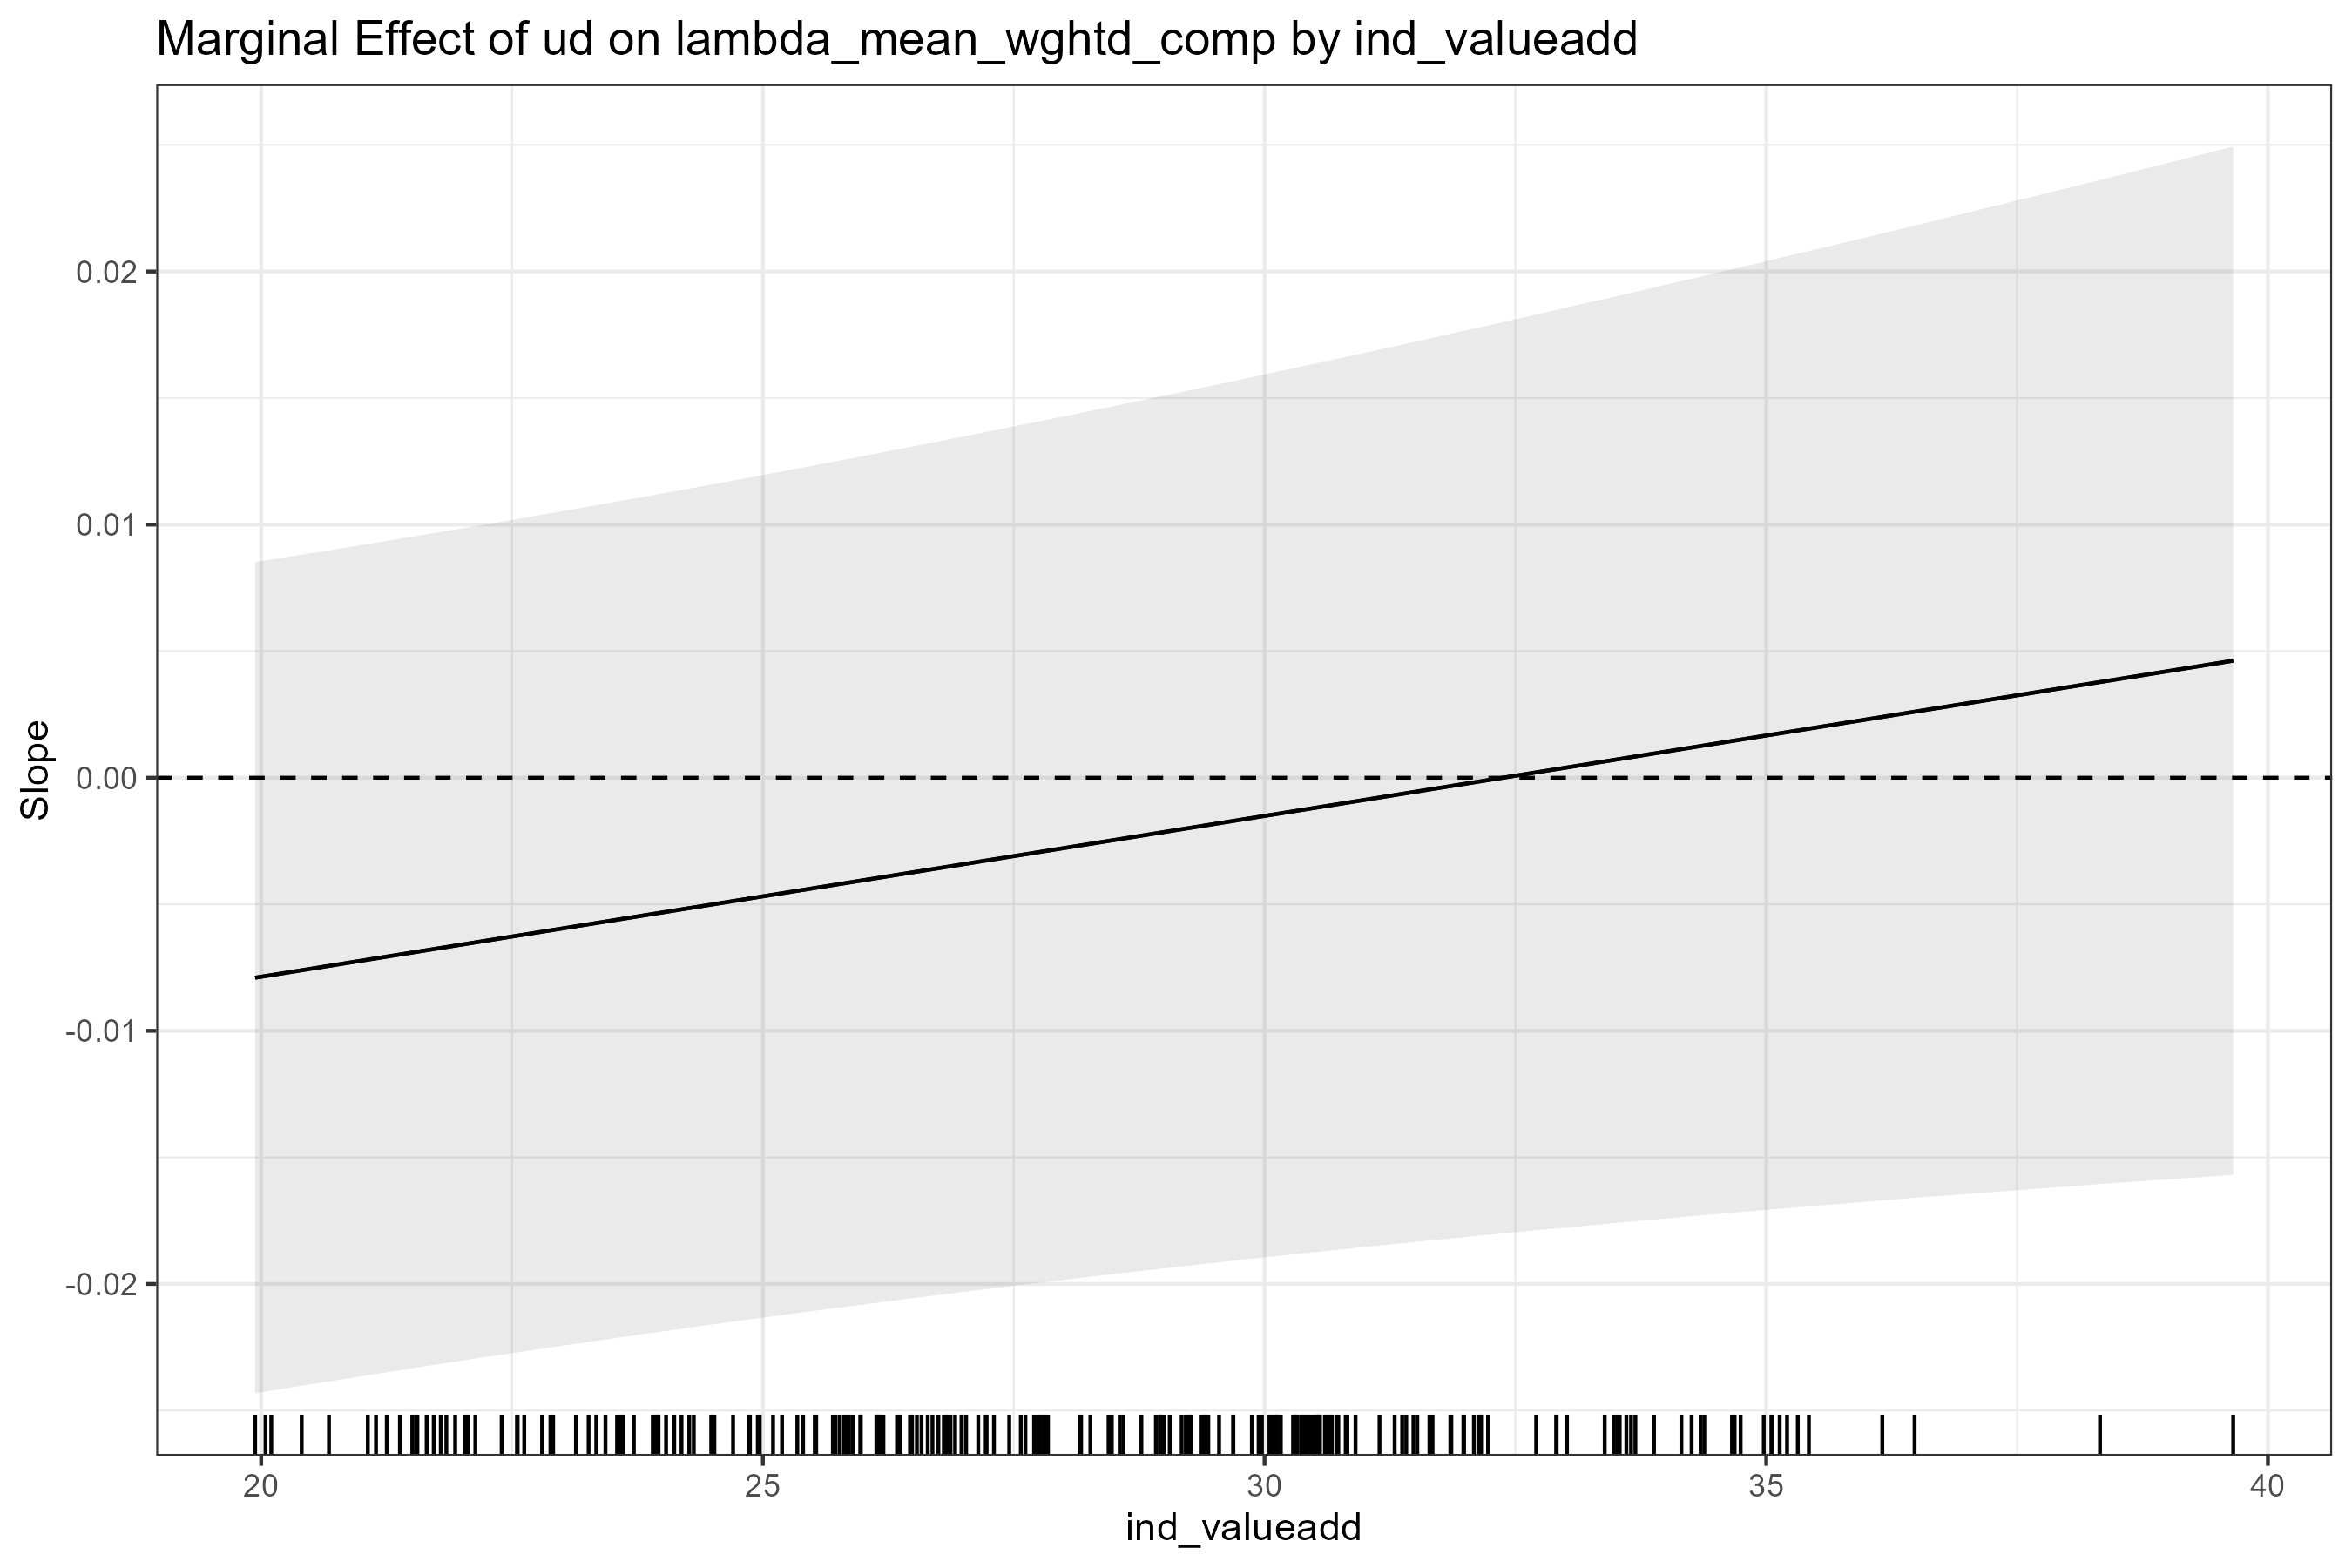 Marginal Effect of ud on lambda_mean_wghtd_comp by ind_valueadd
Slope
0.02
0.01
0.00
-0.01
-0.02
20 25 30 35 40
ind_valueadd